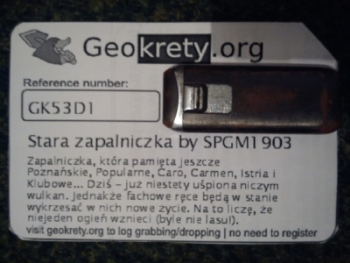 Geokrety.org
Reference number:
GK53D1
Stara zapalniczka by SPGM1903
Zapalniczka, która pamięta jeszcze
Poznańskie, Popularne, Caro, Carmen, Istria i
Klubowe... Dziś - już niestety uśpiona niczym
wulkan. Jednakże fachowe ręce będą w stanie
wykrzesać w nich nowe życie. Na to liczę, że
niejeden ogień wznieci (byle nie lasu!).
visit geokrety.org to log grabbing/dropping | no need to register